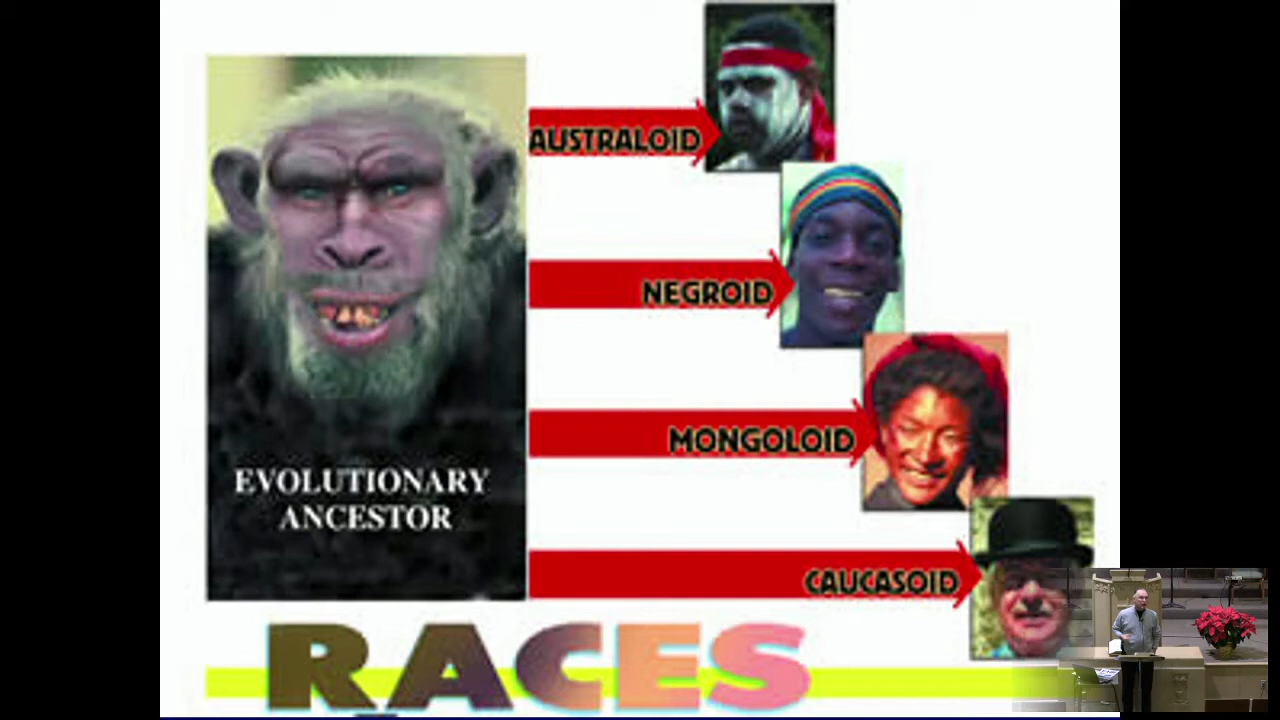 AUSTRALOID
NEGROID
MONGOLOID
EVOLUTIONARY
ANCESTOR
CAUCASOID
RACES